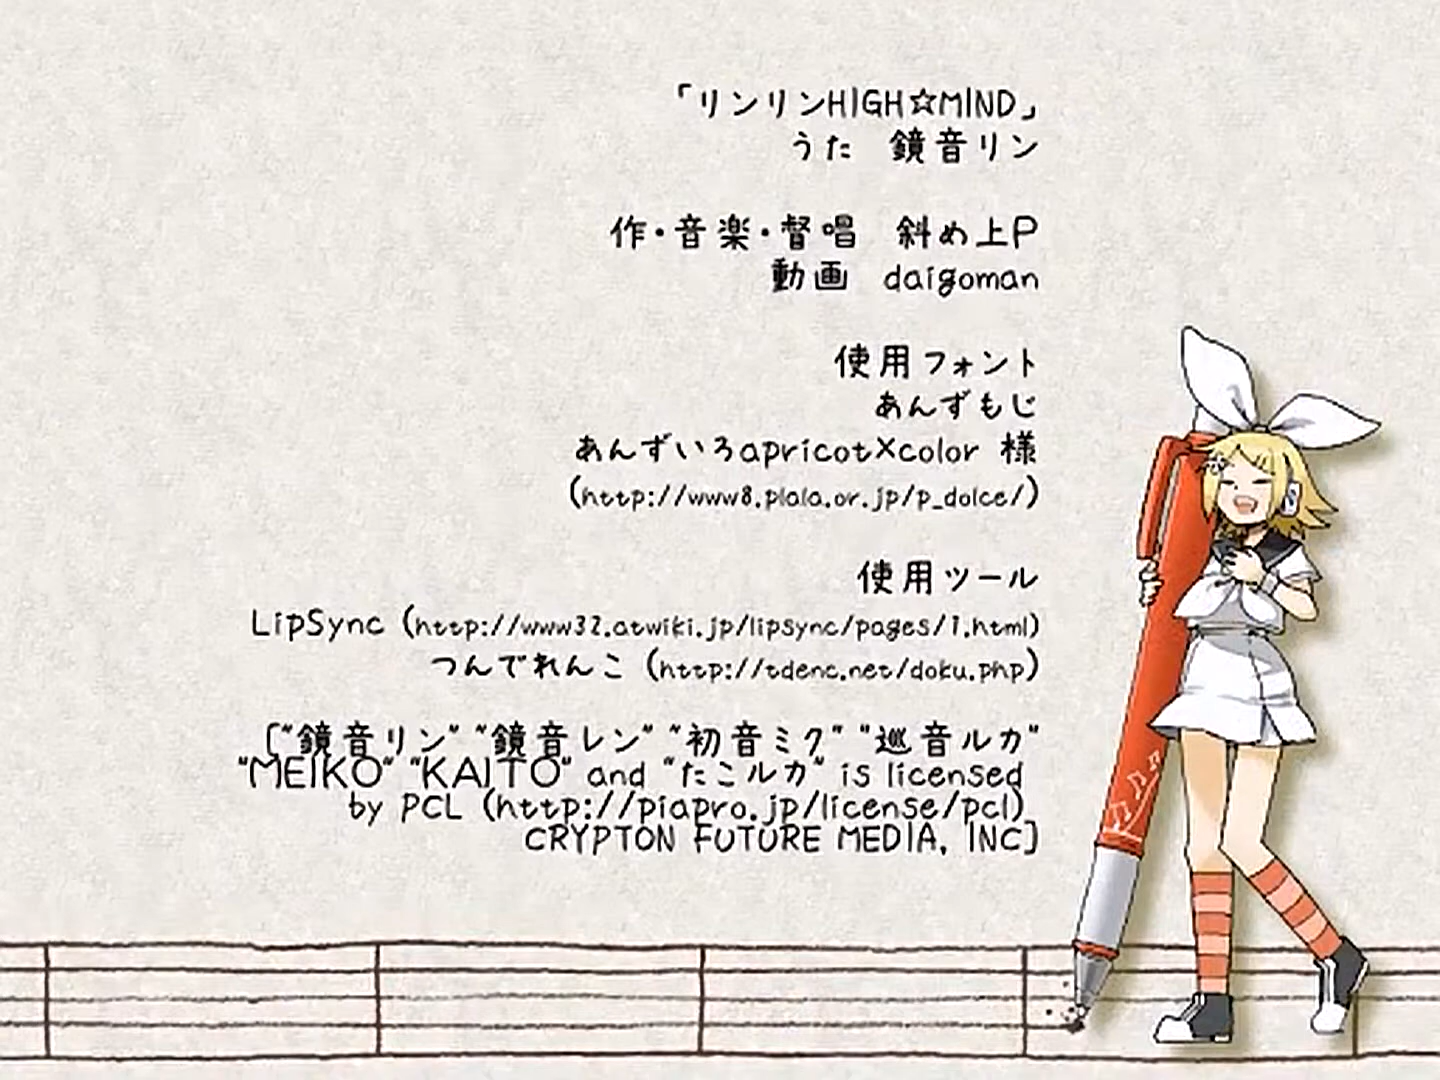 「リンリンHIGH☆MIND」
うた 鏡音リン
作・音楽・督唱 斜め上P
動画 daigoman
使用フォント
あんずもじ
あんずいろapricot×color 様
(http://www8.plala.or.jp/p_dolce/)
使用ツール
LipSync (http://www32.atwiki.jp/lipsync/pages/1.html)
つんでれんこ (http://tdenc.net/doku.php)
["鏡音リン" "鏡音レン" "初音ミク" "巡音ルカ"
"MEIKO" "KAITO" and "たこルカ" is licensed
by PCL (http://piapro.jp/license/pcl)
CRYPTON FUTURE MEDIA, INC]